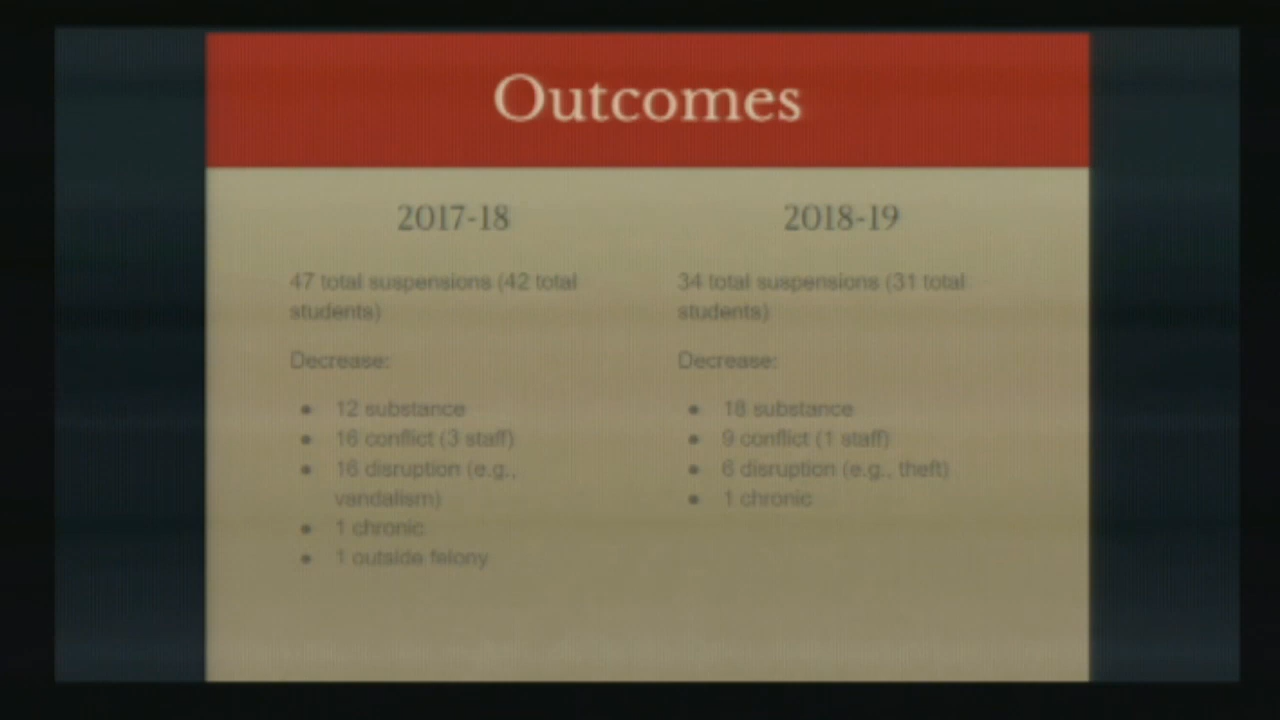 Outcomes
2017-18
47 total suspensions (42 total
students)
Decrease:
● 12 substance
● 16 conflict (3 staff)
● 16 disruption (e.g.,
vandalism)
● 1 chronic
● 1 outside felony
2018-19
34 total suspensions (31 total
students)
Decrease:
● 18 substance
● 9 conflict (1 staff)
● 6 disruption (e.g., theft)
● 1 chronic